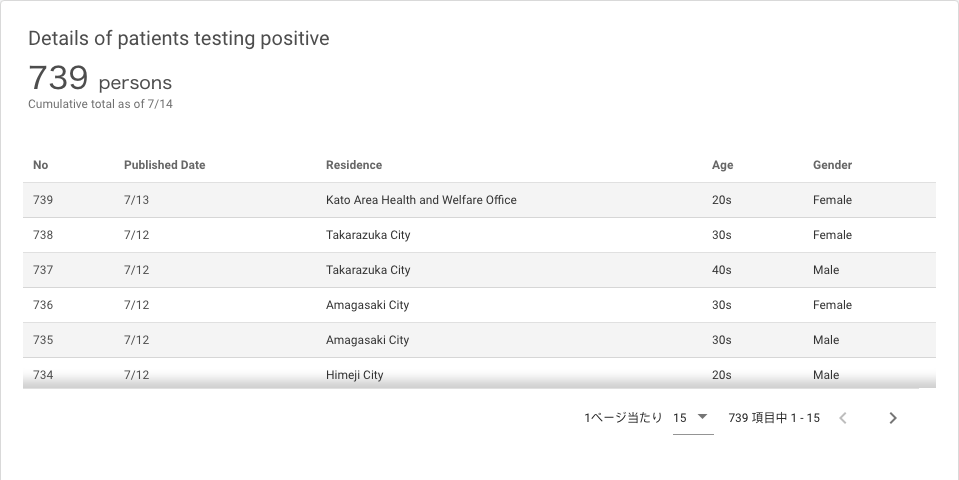 Details of patients testing positive
739 persons
Cumulative total as of 7/14
No Published Date Residence Age Gender
739 7/13 Kato Area Health and Welfare Office 20s Female
738 7/12 Takarazuka City 30s Female
737 7/12 Takarazuka City 40s Male
736 7/12 Amagasaki City 30s Female
735 7/12 Amagasaki City 30s Male
734 7/12 Himeji City 20s Male
1ページ当たり 15 739 項目中 1 - 15